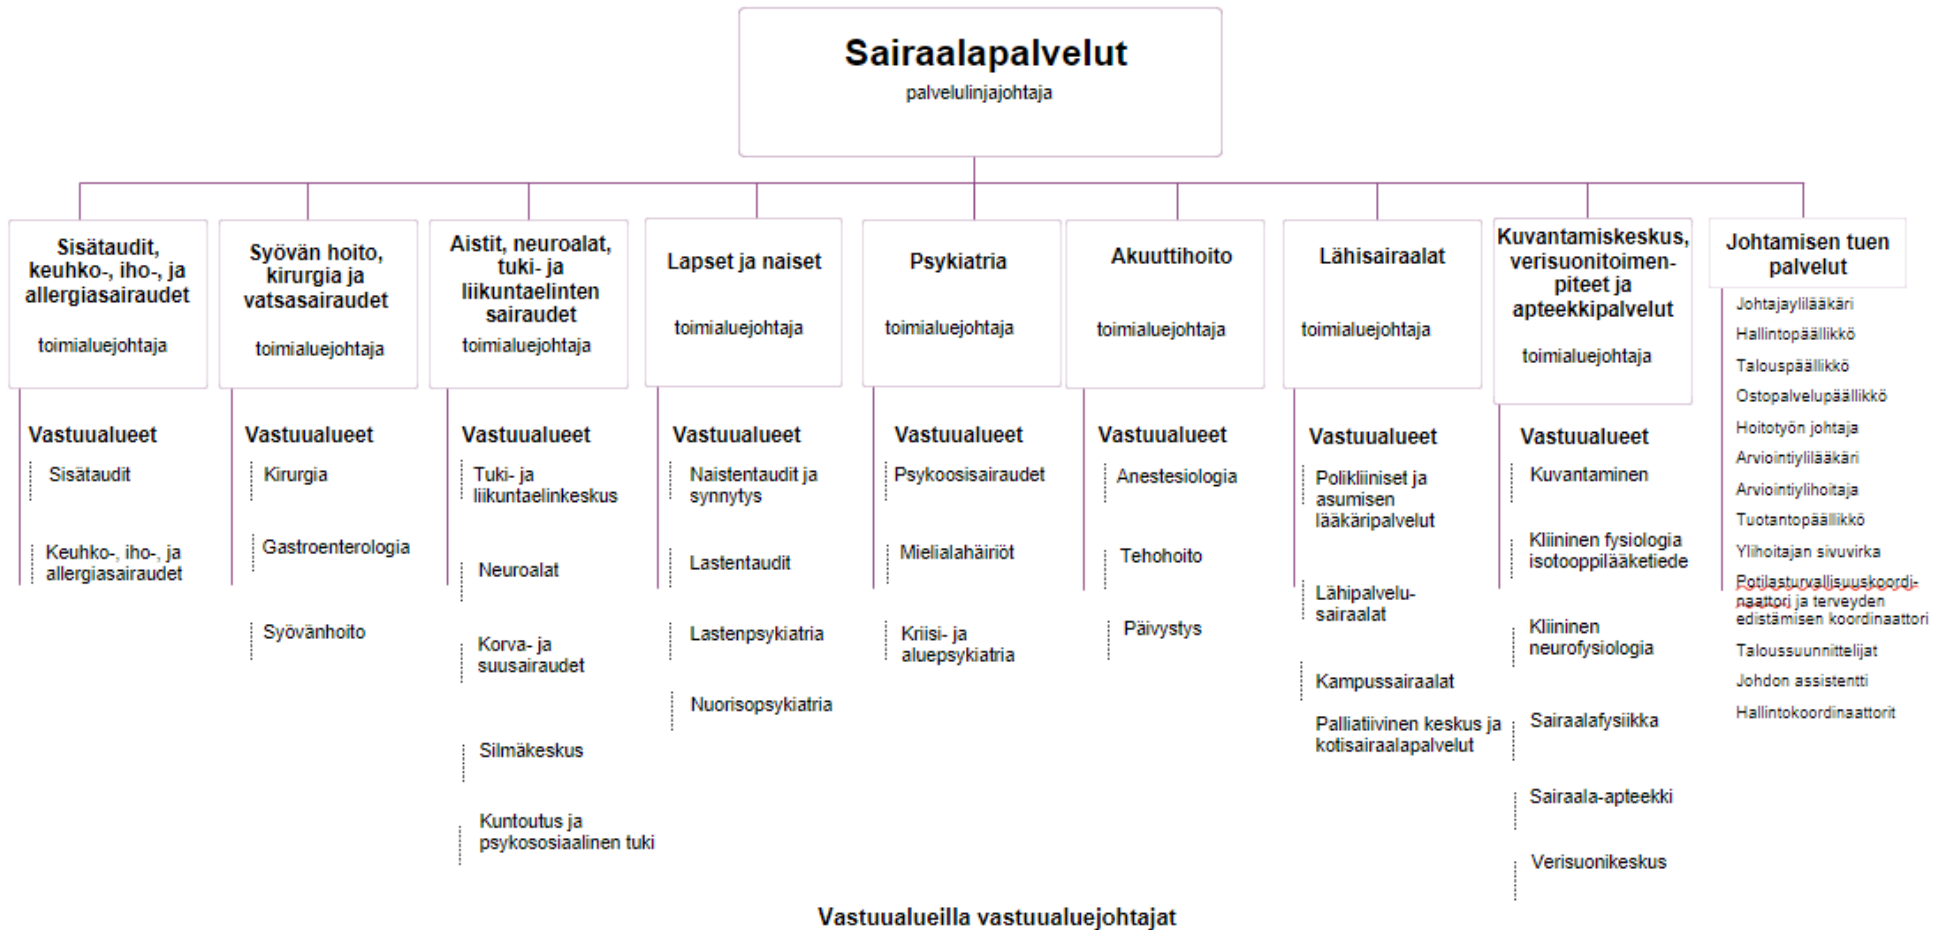 Sairaalapalvelut
palvelulinjajohtaja
Sisätaudit,
keuhko-, iho-, ja
allergiasairaudet
toimialuejohtaja
Vastuualueet
Sisätaudit
Keuhko-, iho-, ja
allergiasairaudet
Syövän hoito,
kirurgia ja
vatsasairaudet
toimialuejohtaja
Vastuualueet
Kirurgia
Gastroenterologia
Syövänhoito
Aistit, neuroalat,
tuki- ja
liikuntaelinten
sairaudet
toimialuejohtaja
Vastuualueet
Tuki- ja
liikuntaelinkeskus
Neuroalat
Korva- ja
suusairaudet
Silmäkeskus
Kuntoutus ja
psykososiaalinen tuki
Lapset ja naiset
toimialuejohtaja
Vastuualueet
Naistentaudit ja
synnytys
Lastentaudit
Lastenpsykiatria
Nuorisopsykiatria
Psykiatria
toimialuejohtaja
Vastuualueet
Psykoosisairaudet
Mielialahäiriöt
Kriisi- ja
aluepsykiatria
Akuuttihoito
toimialuejohtaja
Vastuualueet
Anestesiologia
Tehohoito
Päivystys
Lähisairaalat
toimialuejohtaja
Vastuualueet
Polikliiniset ja
asumisen
lääkäripalvelut
Lähipalvelu-
sairaalat
Kampussairaalat
Palliatiivinen keskus ja
kotisairaalapalvelut
Kuvantamiskeskus,
verisuonitoimen-
piteet ja
apteekkipalvelut
toimialuejohtaja
Vastuualueet
Kuvantaminen
Kliininen fysiologia
isotooppilääketiede
Kliininen
neurofysiologia
Sairaalafysiikka
Sairaala-apteekki
Verisuonikeskus
Johtamisen tuen
palvelut
Johtajaylilääkäri
Hallintopäällikkö
Talouspäällikkö
Ostopalvelupäällikkö
Hoitotyön johtaja
Arviointiylilääkäri
Arviointiylihoitaja
Tuotantopäällikkö
Ylihoitajan sivuvirka
Potilasturvallisuuskoordi-
naattori ja terveyden
edistämisen koordinaattori
Taloussuunnittelijat
Johdon assistentti
Hallintokoordinaattorit
Vastuualueilla vastuualuejohtajat